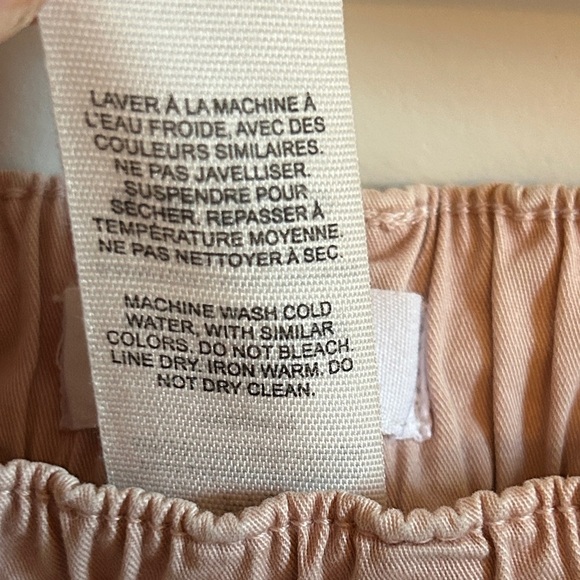 LAVER À LA MACHINE À
L'EAU FROIDE, AVEC DES
COULEURS SIMILAIRES.
NE PAS JAVELLISER.
SUSPENDRE POUR
SÉCHER. REPASSER À
TEMPÉRATURE MOYENNE.
NE PAS NETTOYER À SEC.
MACHINE WASH COLD
WATER, WITH SIMILAR
COLORS. DO NOT BLEACH.
LINE DRY. IRON WARM. DO
NOT DRY CLEAN.